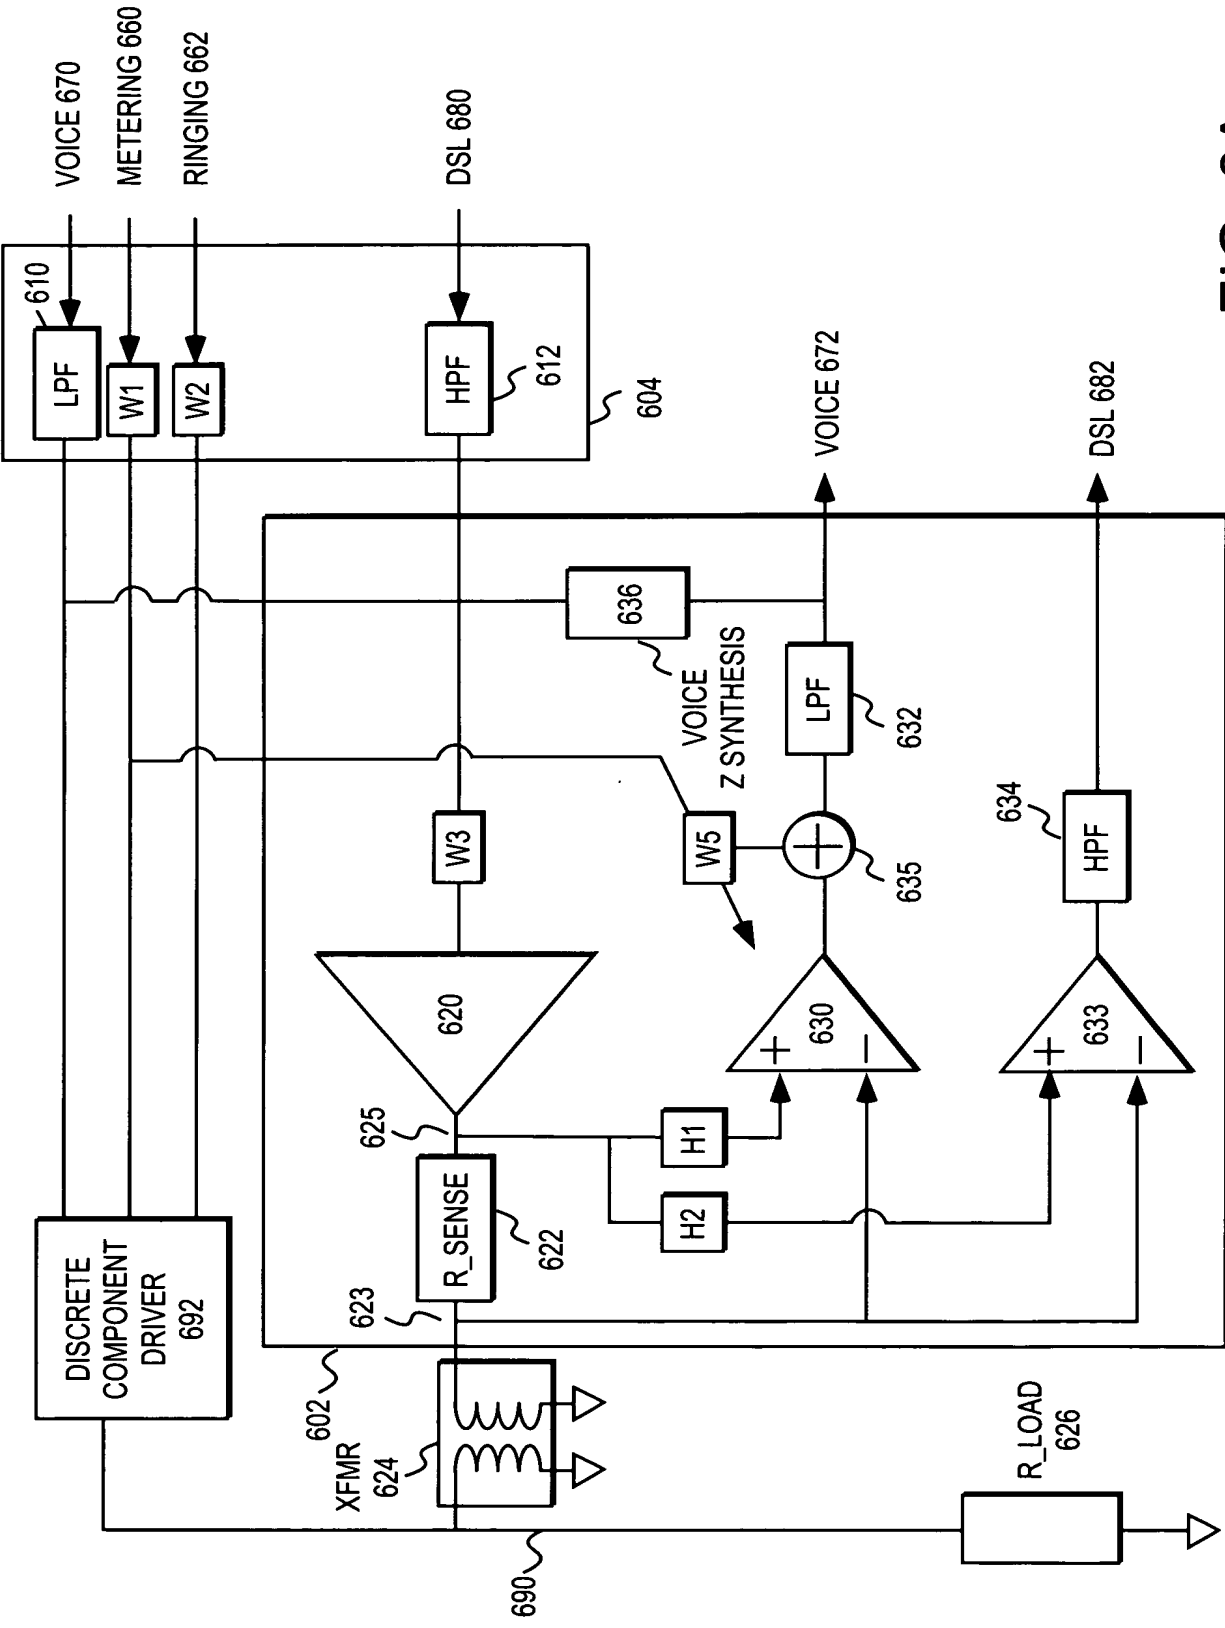 VOICE 670
METERING 660
RINGING 662
DSL 680
610
LPF
W1
W2
HPF
612
604
VOICE 672
DSL 682
636
VOICE
Z SYNTHESIS
LPF
632
W3
W5
635
634
HPF
620
630
+
−
633
+
−
625
R_SENSE
622
623
H1
H2
DISCRETE
COMPONENT
DRIVER
692
602
XFMR
624
690
R_LOAD
626